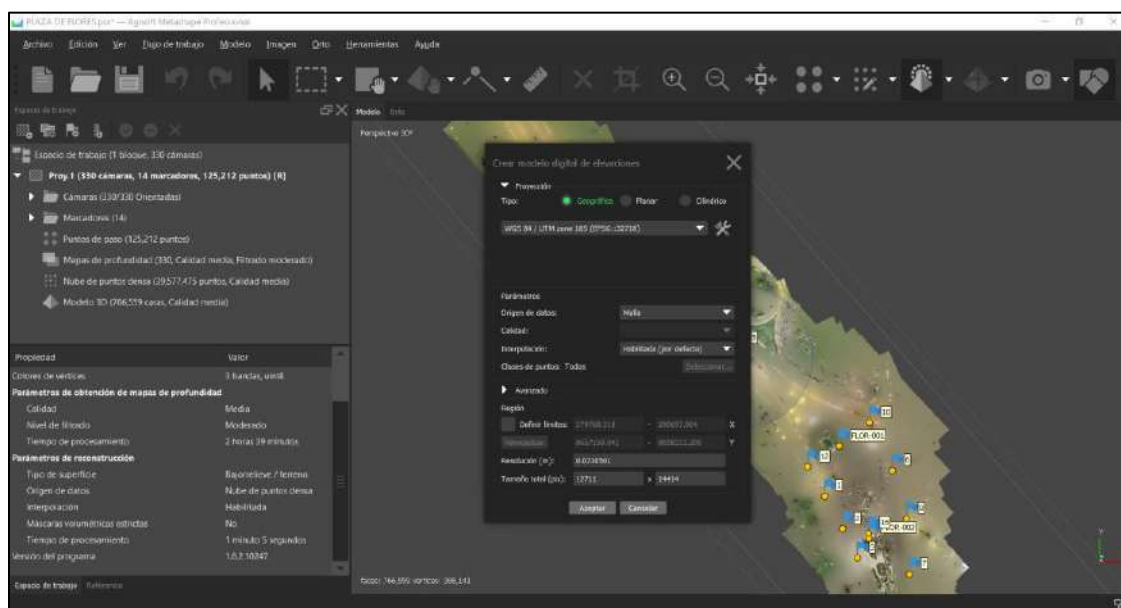 PLAZA DE FLORES.psx* — Agisoft Metashape Professional
Archivo Edición Ver Flujo de trabajo Modelo Imagen Orto Herramientas Ayuda
Espacio de trabajo
Modelo Orto
Perspectiva 30°
Espacio de trabajo (1 bloque, 330 cámaras)
Proy.1 (330 cámaras, 14 marcadores, 125,212 puntos) [R]
Cámaras (330/330 Orientadas)
Marcadores (14)
Puntos de paso (125,212 puntos)
Mapas de profundidad (330, Calidad media, Filtrado moderado)
Nube de puntos densa (29,577,475 puntos, Calidad media)
Modelo 3D (766,559 caras, Calidad media)
Propiedad Valor
Colores de vértices 3 bandas, uint8
Parámetros de obtención de mapas de profundidad
Calidad Media
Nivel de filtrado Moderado
Tiempo de procesamiento 2 horas 39 minutos
Parámetros de reconstrucción
Tipo de superficie Bajorrelieve / terreno
Origen de datos Nube de puntos densa
Interpolación Habilitada
Máscaras volumétricas estrictas No
Tiempo de procesamiento 1 minuto 5 segundos
Versión del programa 1.6.2.10247
Espacio de trabajo Referencia
Crear modelo digital de elevaciones
Proyección
Tipo: Geográfica Planar Cilíndrica
WGS 84 / UTM zone 18S (EPSG::32718)
Parámetros
Origen de datos: Malla
Calidad:
Interpolación: Habilitada (por defecto)
Clases de puntos: Todas Seleccionar...
Avanzado
Región
Definir límites: - X
- Y
Resolución (m):
Tamaño total (pix): 12711 x
Aceptar Cancelar
10
FLOR-001
12
6
1
FLOR-002
7